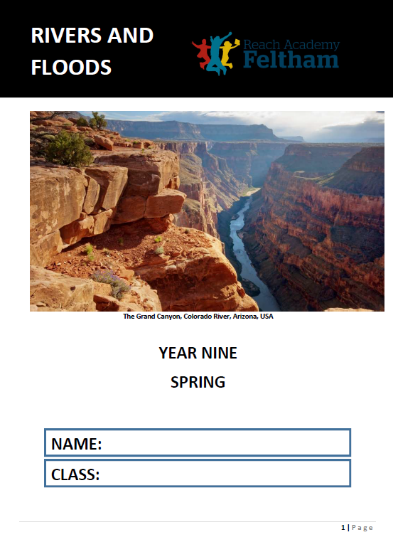 RIVERS AND
FLOODS
Reach Academy
Feltham
The Grand Canyon, Colorado River, Arizona, USA
YEAR NINE
SPRING
NAME:
CLASS:
1 | Page